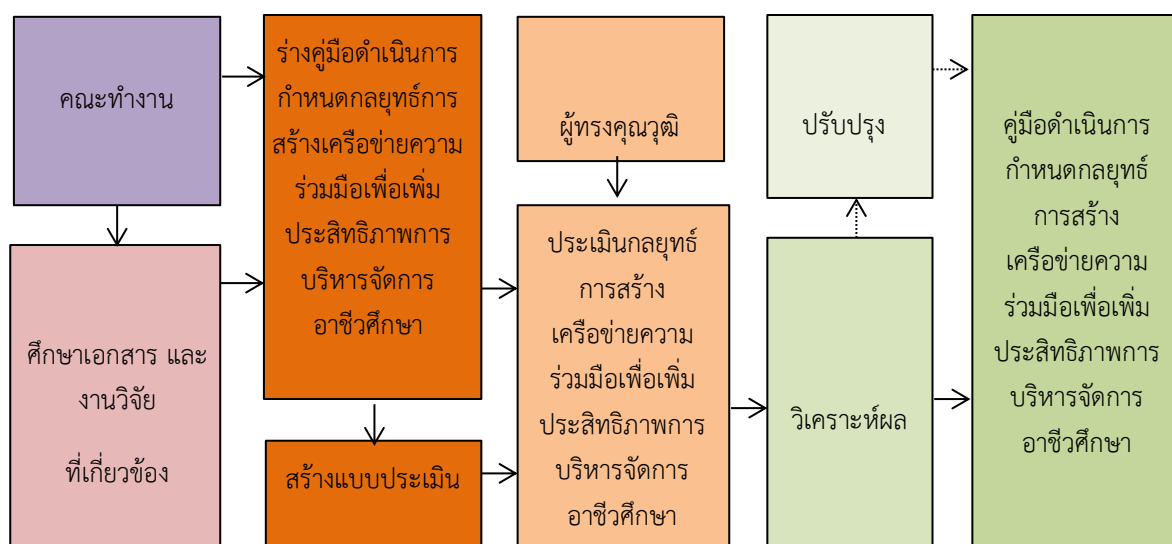 คณะทำงาน
ศึกษาเอกสาร และ
งานวิจัย
ที่เกี่ยวข้อง
ร่างคู่มือดำเนินการ
กำหนดกลยุทธ์การ
สร้างเครือข่ายความ
ร่วมมือเพื่อเพิ่ม
ประสิทธิภาพการ
บริหารจัดการ
อาชีวศึกษา
สร้างแบบประเมิน
ผู้ทรงคุณวุฒิ
ประเมินกลยุทธ์
การสร้าง
เครือข่ายความ
ร่วมมือเพื่อเพิ่ม
ประสิทธิภาพการ
บริหารจัดการ
อาชีวศึกษา
ปรับปรุง
วิเคราะห์ผล
คู่มือดำเนินการ
กำหนดกลยุทธ์
การสร้าง
เครือข่ายความ
ร่วมมือเพื่อเพิ่ม
ประสิทธิภาพการ
บริหารจัดการ
อาชีวศึกษา